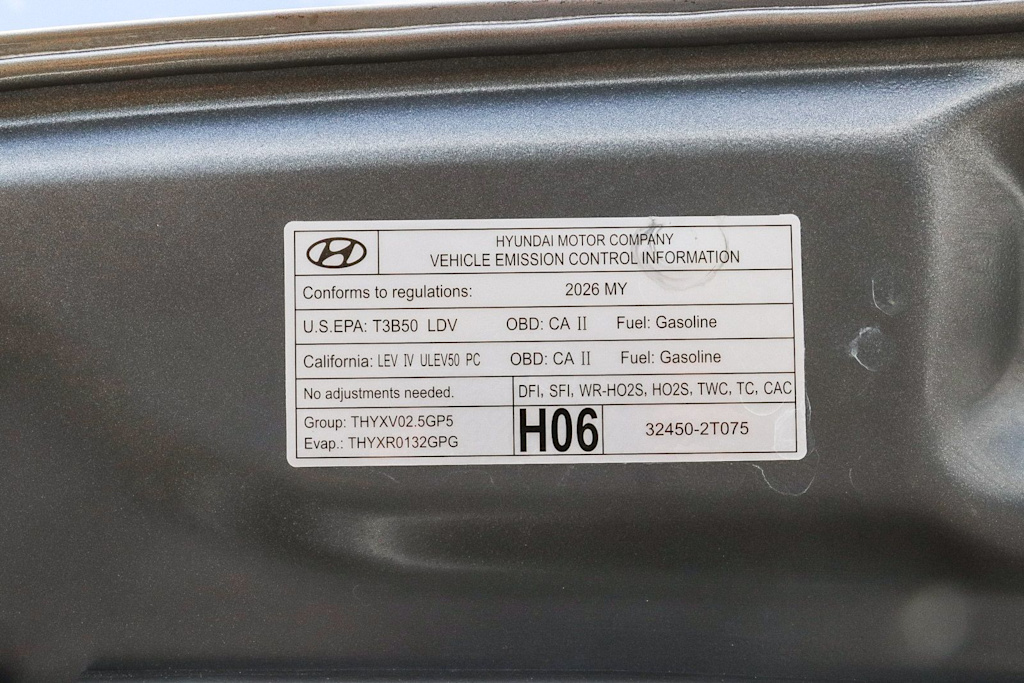 HYUNDAI MOTOR COMPANY
VEHICLE EMISSION CONTROL INFORMATION
Conforms to regulations: 2026 MY
U.S.EPA: T3B50 LDV OBD: CA II Fuel: Gasoline
California: LEV IV ULEV50 PC OBD: CA II Fuel: Gasoline
No adjustments needed. DFI, SFI, WR-HO2S, HO2S, TWC, TC, CAC
Group: THYXV02.5GP5
Evap.: THYXR0132GPG
H06 32450-2T075